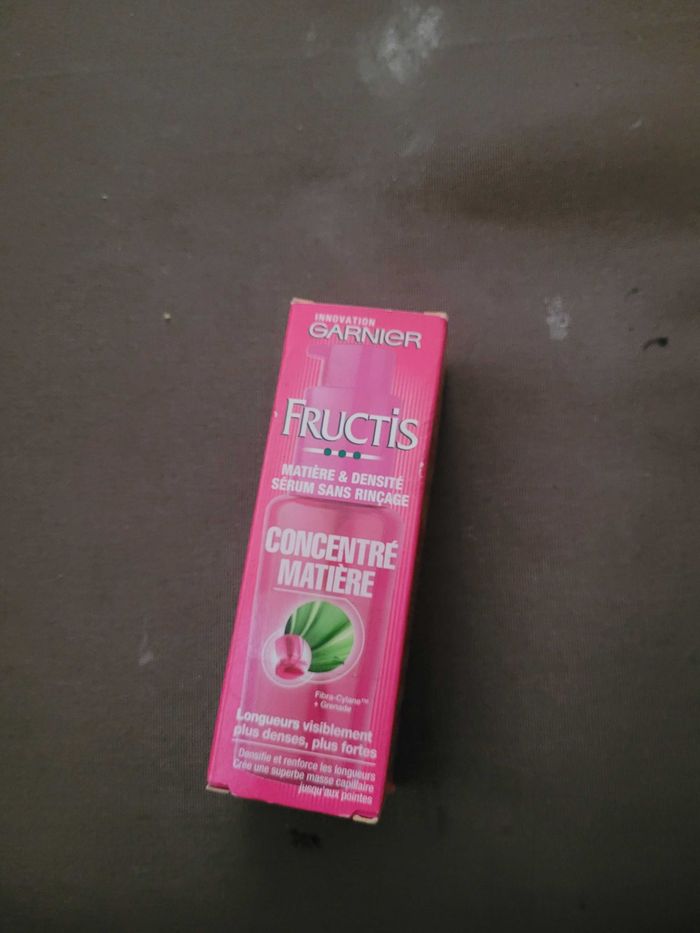 INNOVATION
GARNIER
FRUCTiS
MATIÈRE & DENSITÉ
SÉRUM SANS RINÇAGE
CONCENTRÉ
MATIÈRE
Fibra-Cylane™
+ Grenade
Longueurs visiblement
plus denses, plus fortes
Densifie et renforce les longueurs
Crée une superbe masse capillaire
jusqu'aux pointes